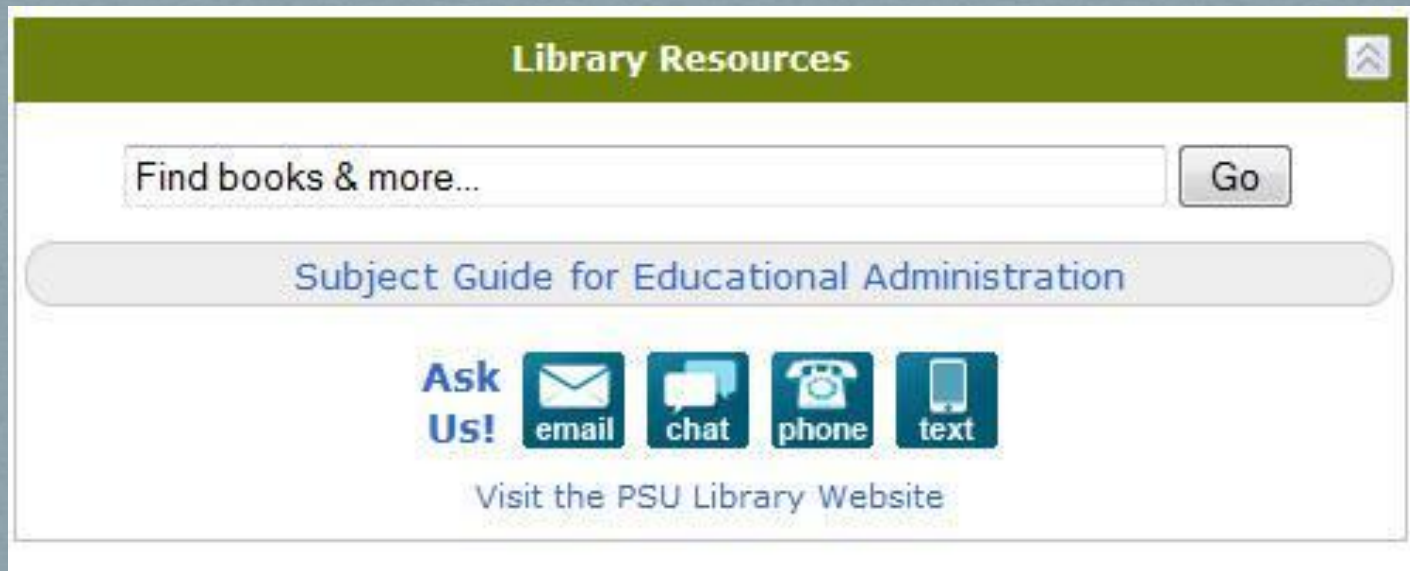 Library Resources
Find books & more...
Go
Subject Guide for Educational Administration
Ask
Us!
email
chat
phone
text
Visit the PSU Library Website